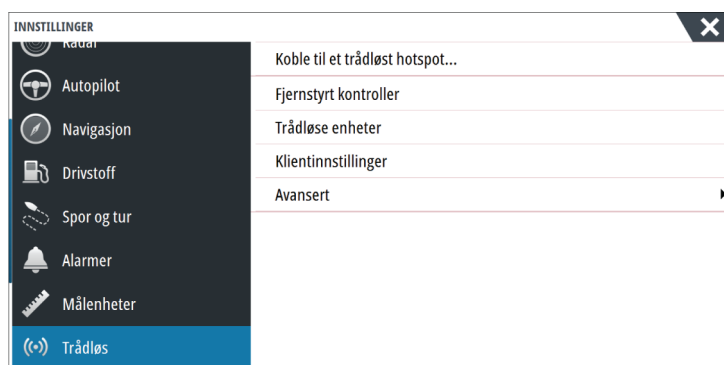 INNSTILLINGER
Radar
Autopilot
Navigasjon
Drivstoff
Spor og tur
Alarmer
Målenheter
Trådløs
Koble til et trådløst hotspot...
Fjernstyrt kontroller
Trådløse enheter
Klientinnstillinger
Avansert